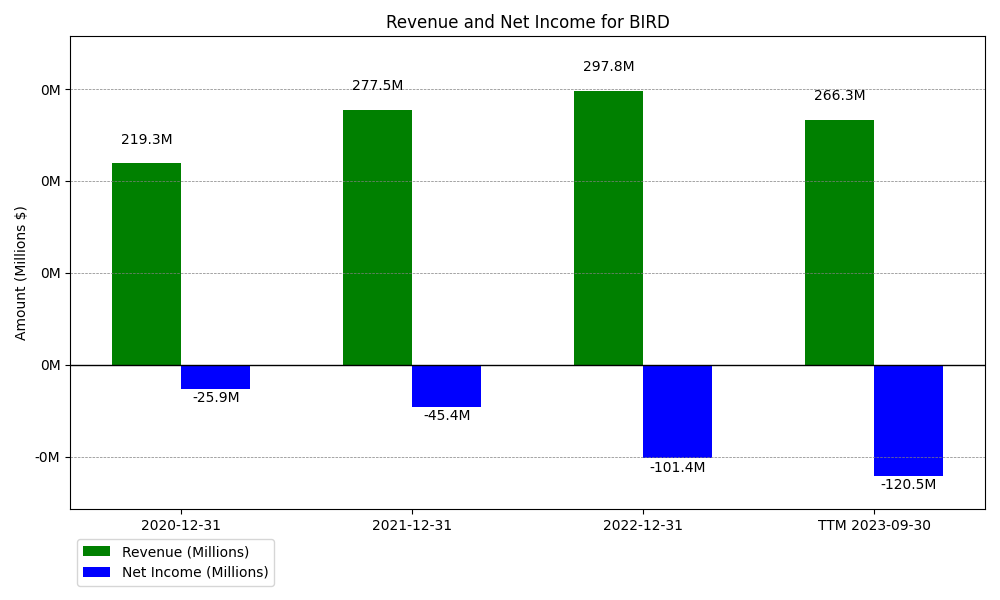 Revenue and Net Income for BIRD
Amount (Millions $)
0M
0M
0M
0M
-0M
219.3M
277.5M
297.8M
266.3M
-25.9M
-45.4M
-101.4M
-120.5M
2020-12-31
2021-12-31
2022-12-31
TTM 2023-09-30
Revenue (Millions)
Net Income (Millions)